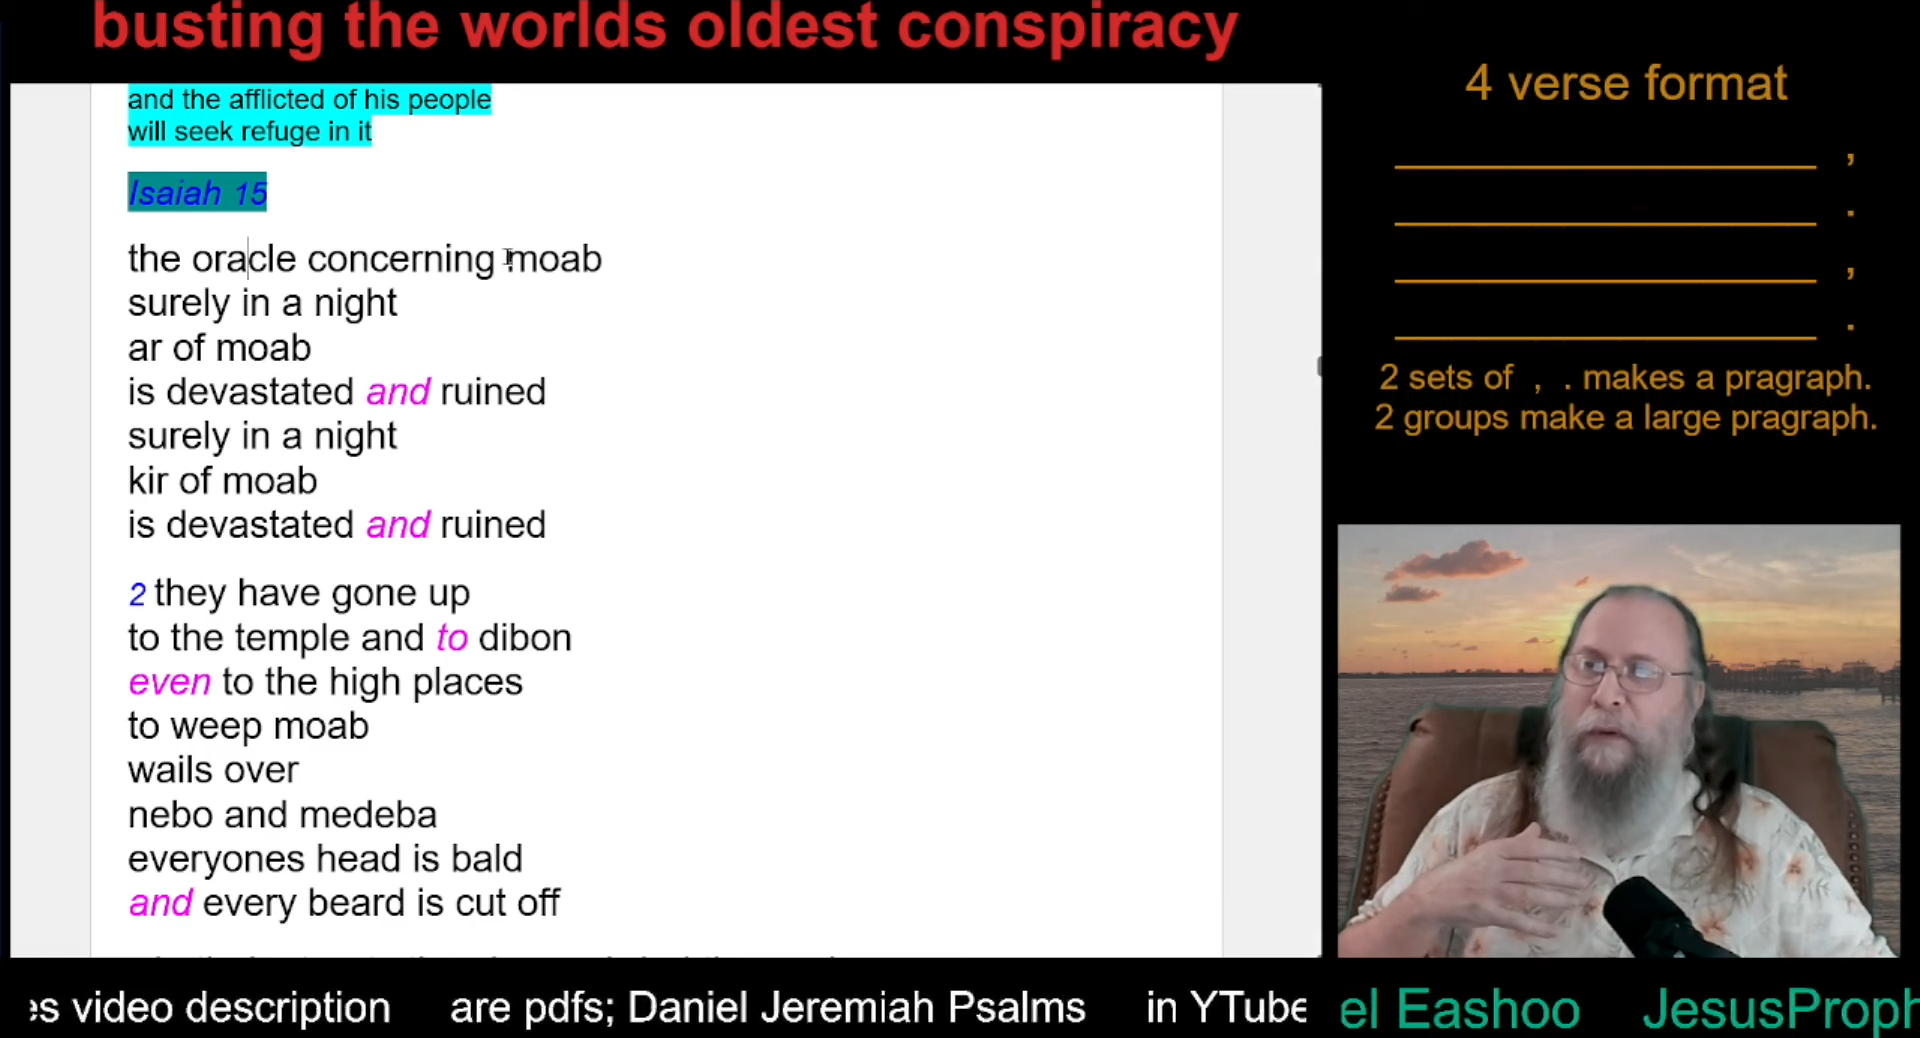 busting the worlds oldest conspiracy
and the afflicted of his people
will seek refuge in it
Isaiah 15
the oracle concerning moab
surely in a night
ar of moab
is devastated and ruined
surely in a night
kir of moab
is devastated and ruined
2 they have gone up
to the temple and to dibon
even to the high places
to weep moab
wails over
nebo and medeba
everyones head is bald
and every beard is cut off
4 verse format
,
.
,
.
2 sets of , . makes a pragraph.
2 groups make a large pragraph.
es video description are pdfs; Daniel Jeremiah Psalms in YTube
el Eashoo JesusProph